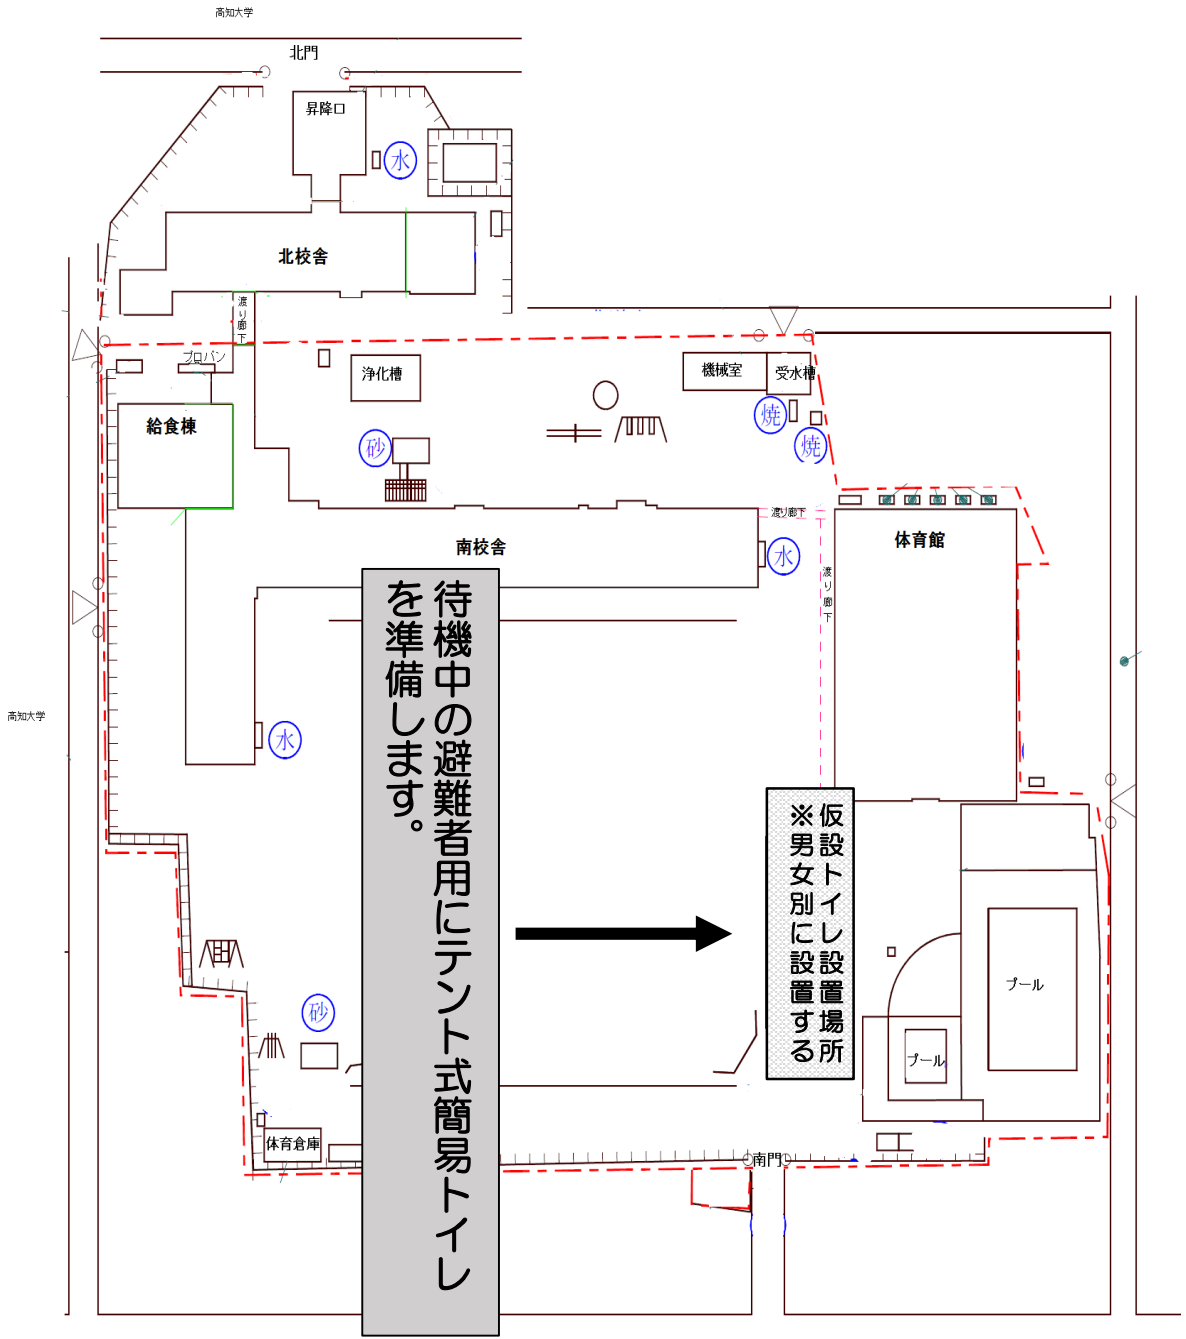 高知大学
北門
昇降口
水
北校舎
渡り廊下
プロパン
浄化槽
機械室
受水槽
焼
焼
給食棟
砂
渡り廊下
体育館
南校舎
水
渡り廊下
待機中の避難者用にテント式簡易トイレ
を準備します。
高知大学
水
仮設トイレ設置場所
※男女別に設置する
プール
砂
プール
体育倉庫
南門